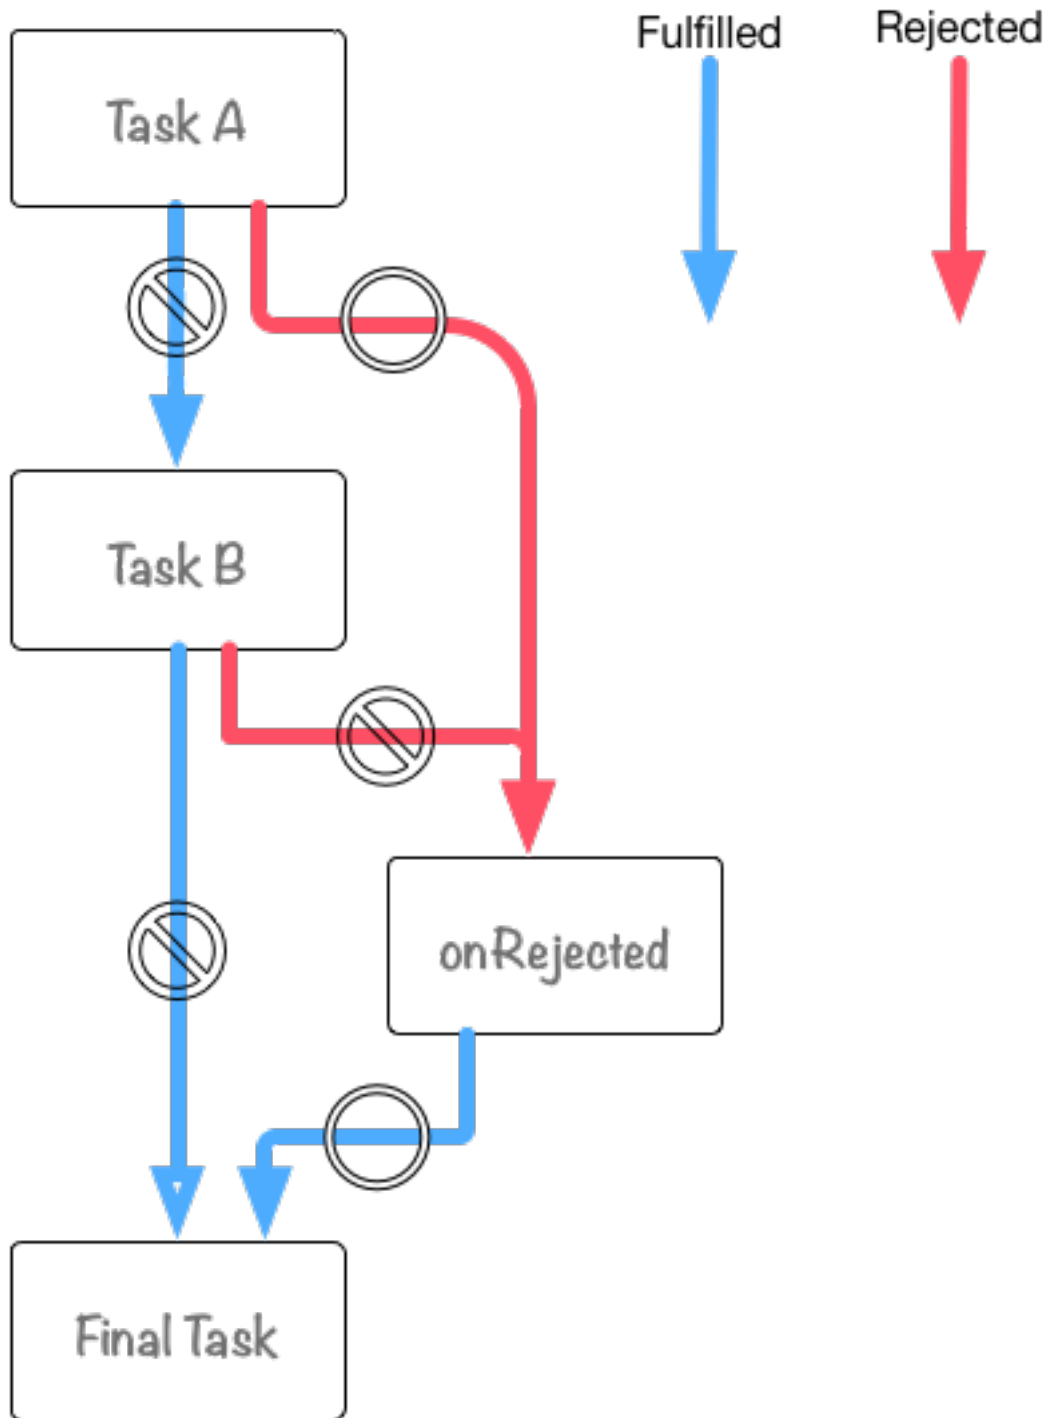 Fulfilled
Rejected
Task A
Task B
onRejected
Final Task